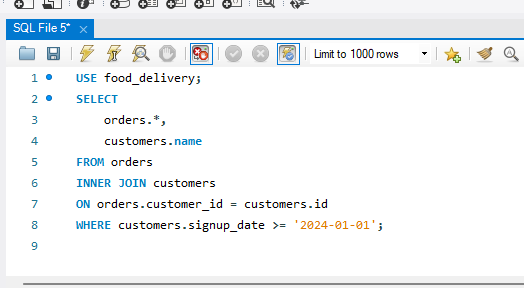 SQL File 5*
Limit to 1000 rows
1 USE food_delivery;
2 SELECT
3 orders.*,
4 customers.name
5 FROM orders
6 INNER JOIN customers
7 ON orders.customer_id = customers.id
8 WHERE customers.signup_date >= '2024-01-01';
9